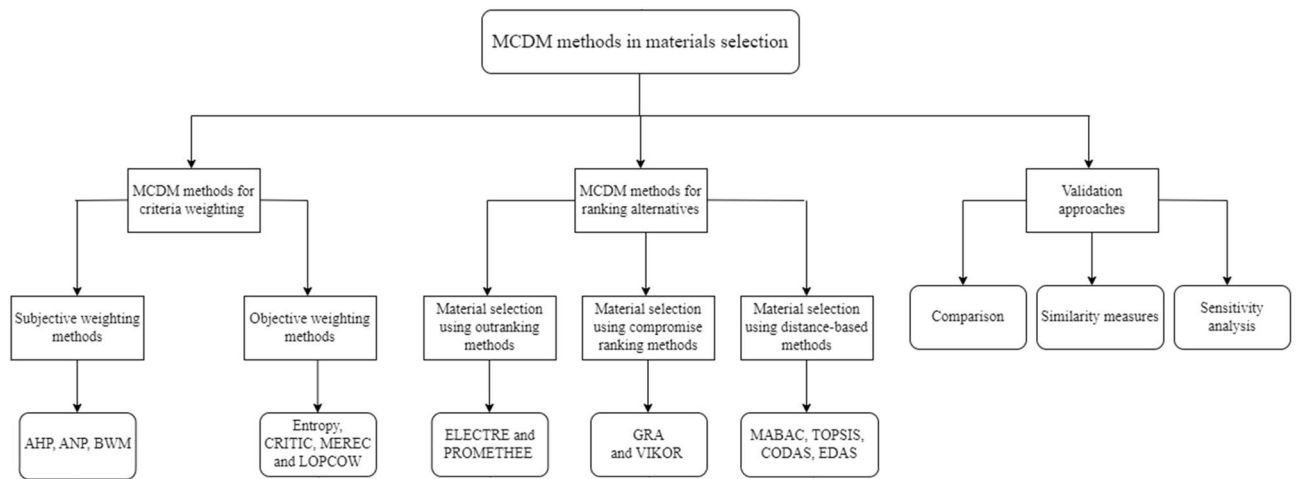 MCDM methods in materials selection
MCDM methods for
criteria weighting
MCDM methods for
ranking alternatives
Validation
approaches
Subjective weighting
methods
Objective weighting
methods
Material selection
using outranking
methods
Material selection
using compromise
ranking methods
Material selection
using distance-based
methods
Comparison
Similarity measures
Sensitivity
analysis
AHP, ANP, BWM
Entropy,
CRITIC, MEREC
and LOPCOW
ELECTRE and
PROMETHEE
GRA
and VIKOR
MABAC, TOPSIS,
CODAS, EDAS